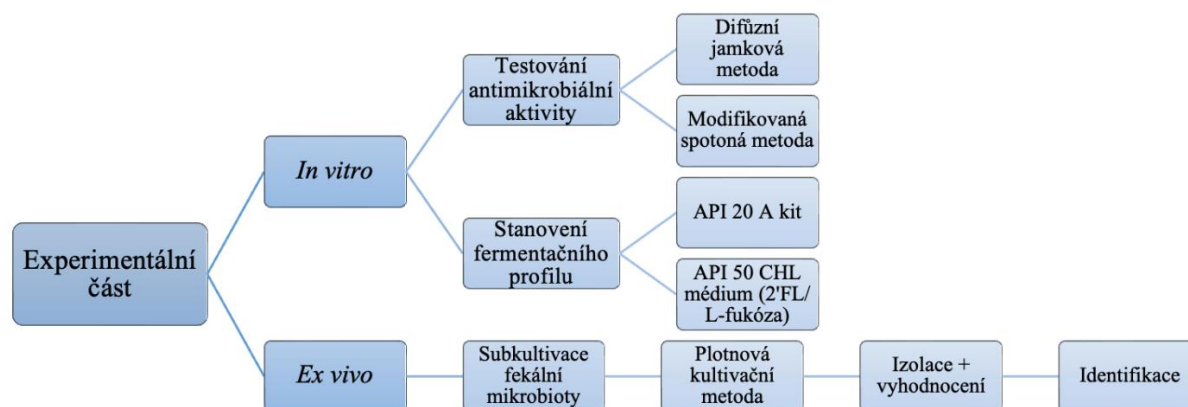 Experimentální
část
In vitro
Testování
antimikrobiální
aktivity
Difúzní
jamková
metoda
Modifikovaná
spotoná metoda
Stanovení
fermentačního
profilu
API 20 A kit
API 50 CHL
médium (2'FL/
L-fukóza)
Ex vivo
Subkultivace
fekální
mikrobioty
Plotnová
kultivační
metoda
Izolace +
vyhodnocení
Identifikace